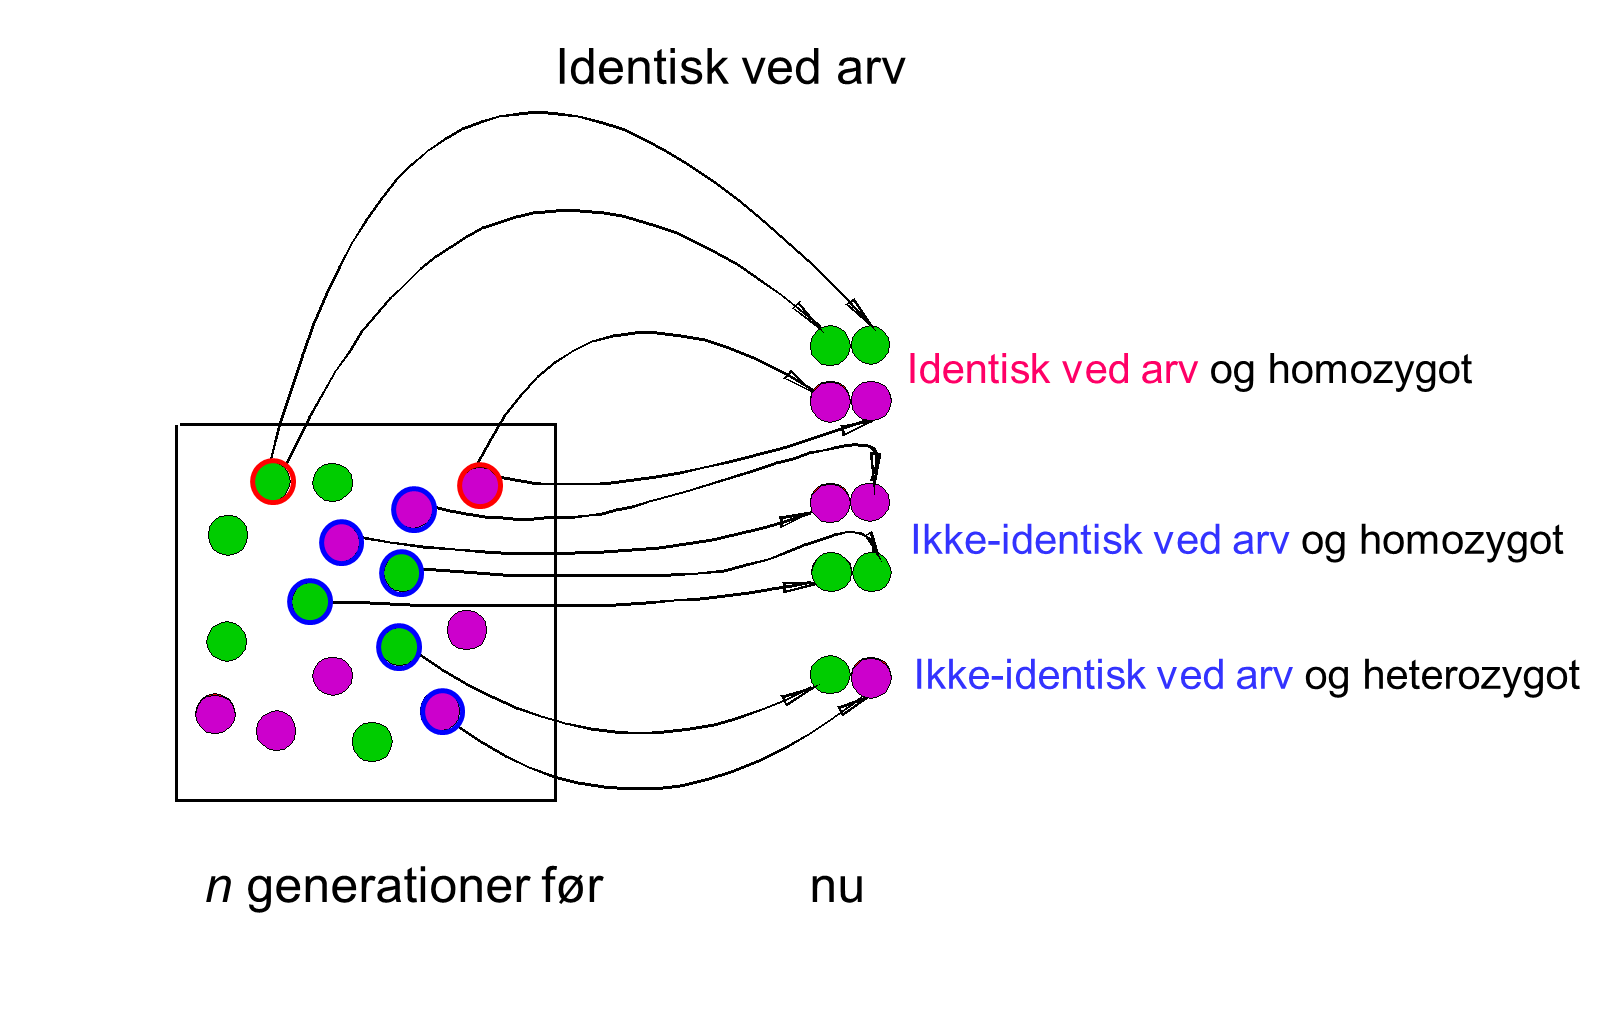 Identisk ved arv
Identisk ved arv og homozygot
Ikke-identisk ved arv og homozygot
Ikke-identisk ved arv og heterozygot
n generationer før
nu